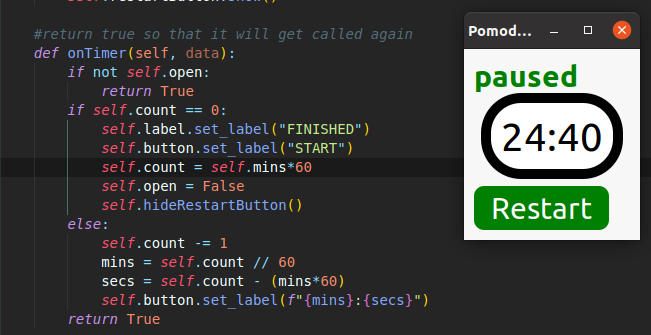 self.restartButton.show()
#return true so that it will get called again
def onTimer(self, data):
if not self.open:
return True
if self.count == 0:
self.label.set_label("FINISHED")
self.button.set_label("START")
self.count = self.mins*60
self.open = False
self.hideRestartButton()
else:
self.count -= 1
mins = self.count // 60
secs = self.count - (mins*60)
self.button.set_label(f"{mins}:{secs}")
return True
Pomod...
paused
24:40
Restart